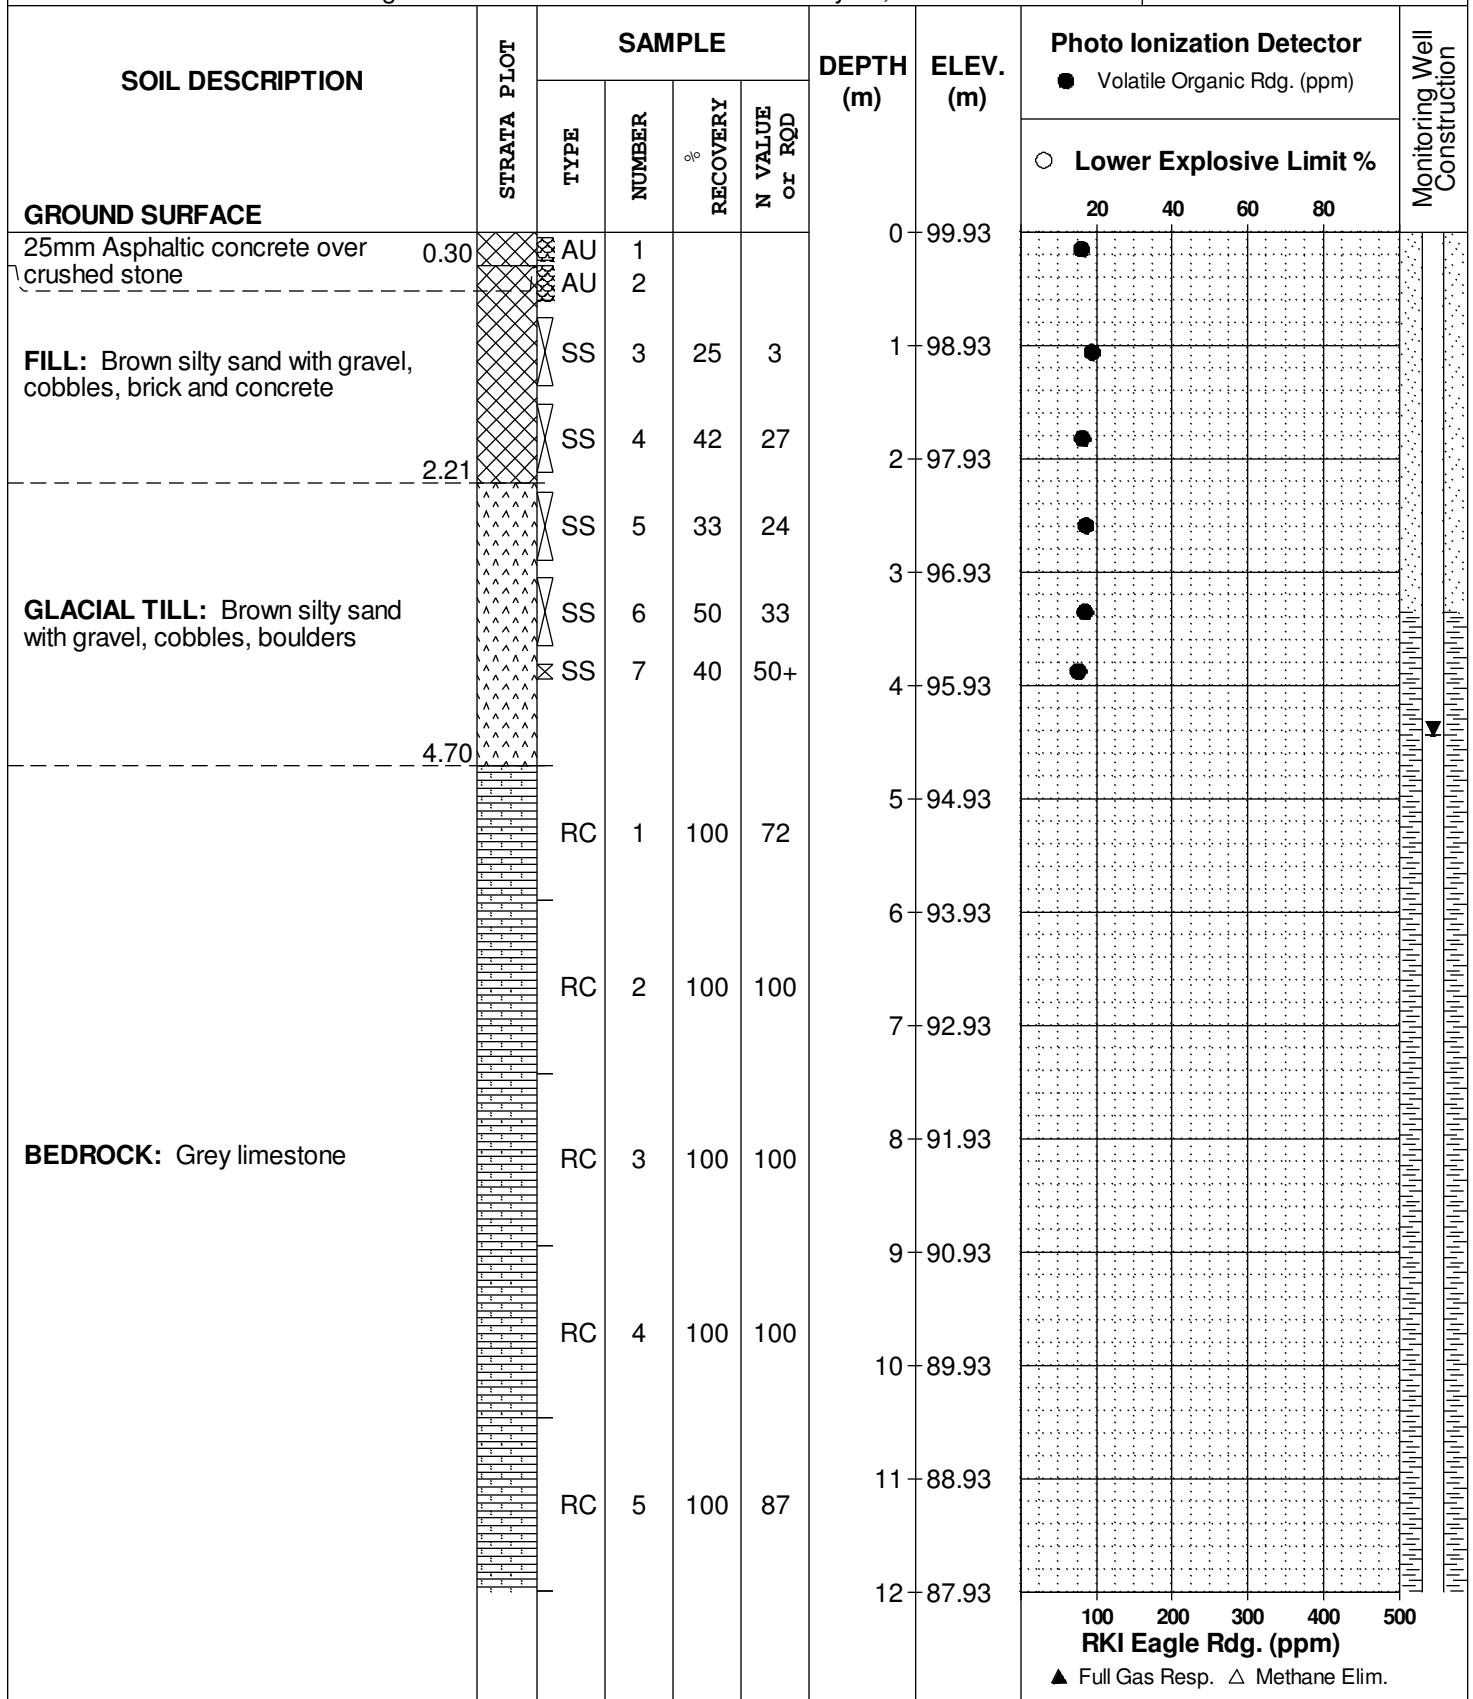 SOIL DESCRIPTION
GROUND SURFACE
STRATA PLOT
SAMPLE
TYPE
NUMBER
% RECOVERY
N VALUE or RQD
DEPTH (m)
ELEV. (m)
Photo Ionization Detector
● Volatile Organic Rdg. (ppm)
○ Lower Explosive Limit %
20 40 60 80
Monitoring Well Construction
0 99.93
25mm Asphaltic concrete over 0.30
crushed stone
AU 1
AU 2
1 98.93
FILL: Brown silty sand with gravel,
cobbles, brick and concrete
SS 3 25 3
SS 4 42 27
2 97.93
2.21
SS 5 33 24
3 96.93
GLACIAL TILL: Brown silty sand
with gravel, cobbles, boulders
SS 6 50 33
SS 7 40 50+
4 95.93
4.70
5 94.93
RC 1 100 72
6 93.93
RC 2 100 100
7 92.93
8 91.93
BEDROCK: Grey limestone
RC 3 100 100
9 90.93
RC 4 100 100
10 89.93
11 88.93
RC 5 100 87
12 87.93
100 200 300 400 500
RKI Eagle Rdg. (ppm)
▲ Full Gas Resp. △ Methane Elim.